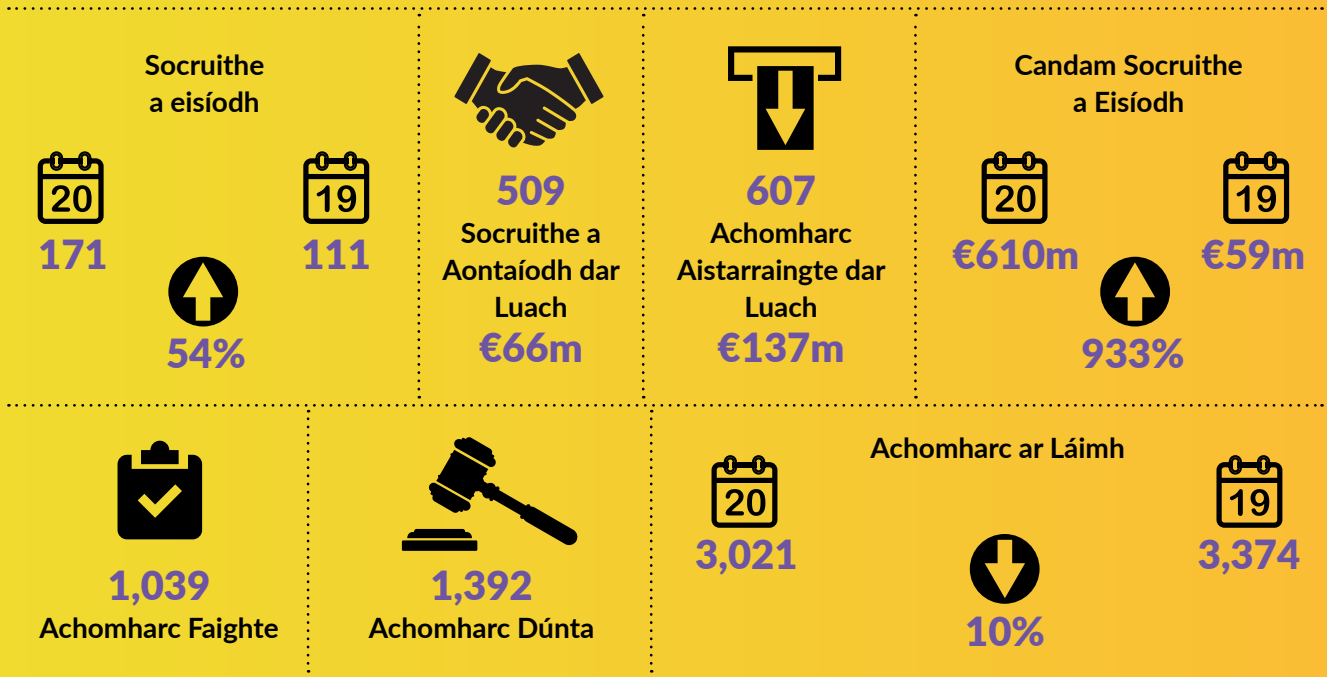 Socruithe
a eisíodh
20
19
171
111
54%
509
Socruithe a
Aontaíodh dar
Luach
€66m
607
Achomharc
Aistarraingte dar
Luach
€137m
Candam Socruithe
a Eisíodh
20
19
€610m
€59m
933%
1,039
Achomharc Faighte
1,392
Achomharc Dúnta
Achomharc ar Láimh
20
19
3,021
3,374
10%